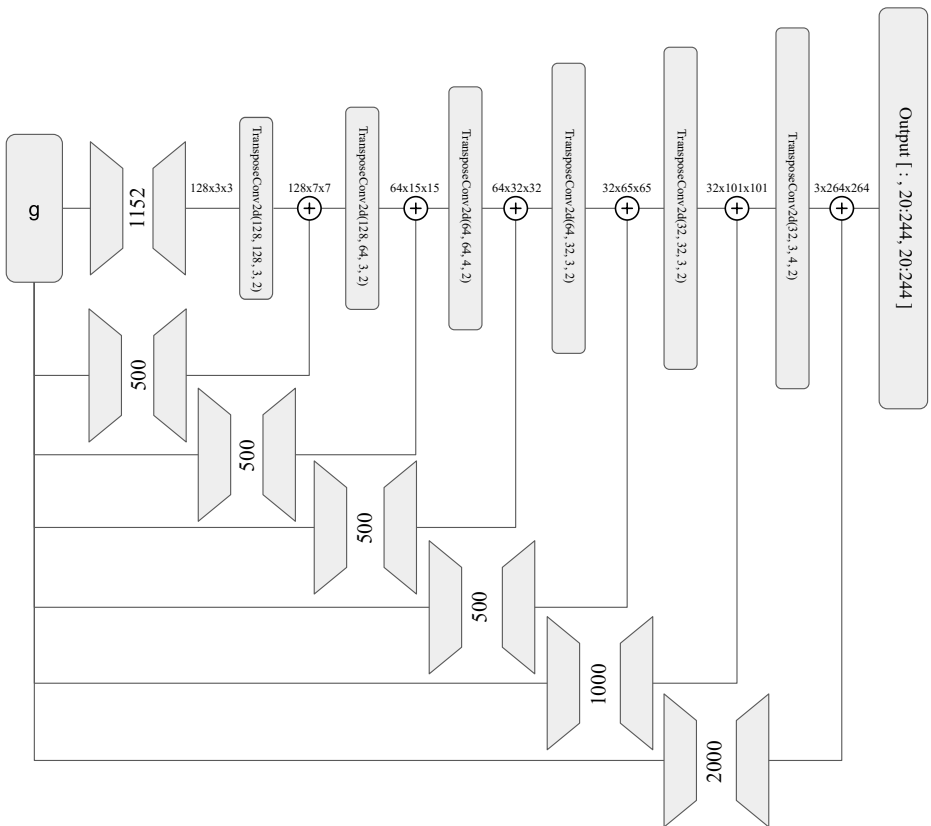 g
1152
128x3x3
TransposeConv2d(128, 128, 3, 2)
128x7x7
TransposeConv2d(128, 64, 3, 2)
64x15x15
TransposeConv2d(64, 64, 4, 2)
64x32x32
TransposeConv2d(64, 32, 3, 2)
32x65x65
TransposeConv2d(32, 32, 3, 2)
32x101x101
TransposeConv2d(32, 3, 4, 2)
3x264x264
Output [ : , 20:244, 20:244 ]
500
500
500
500
1000
2000